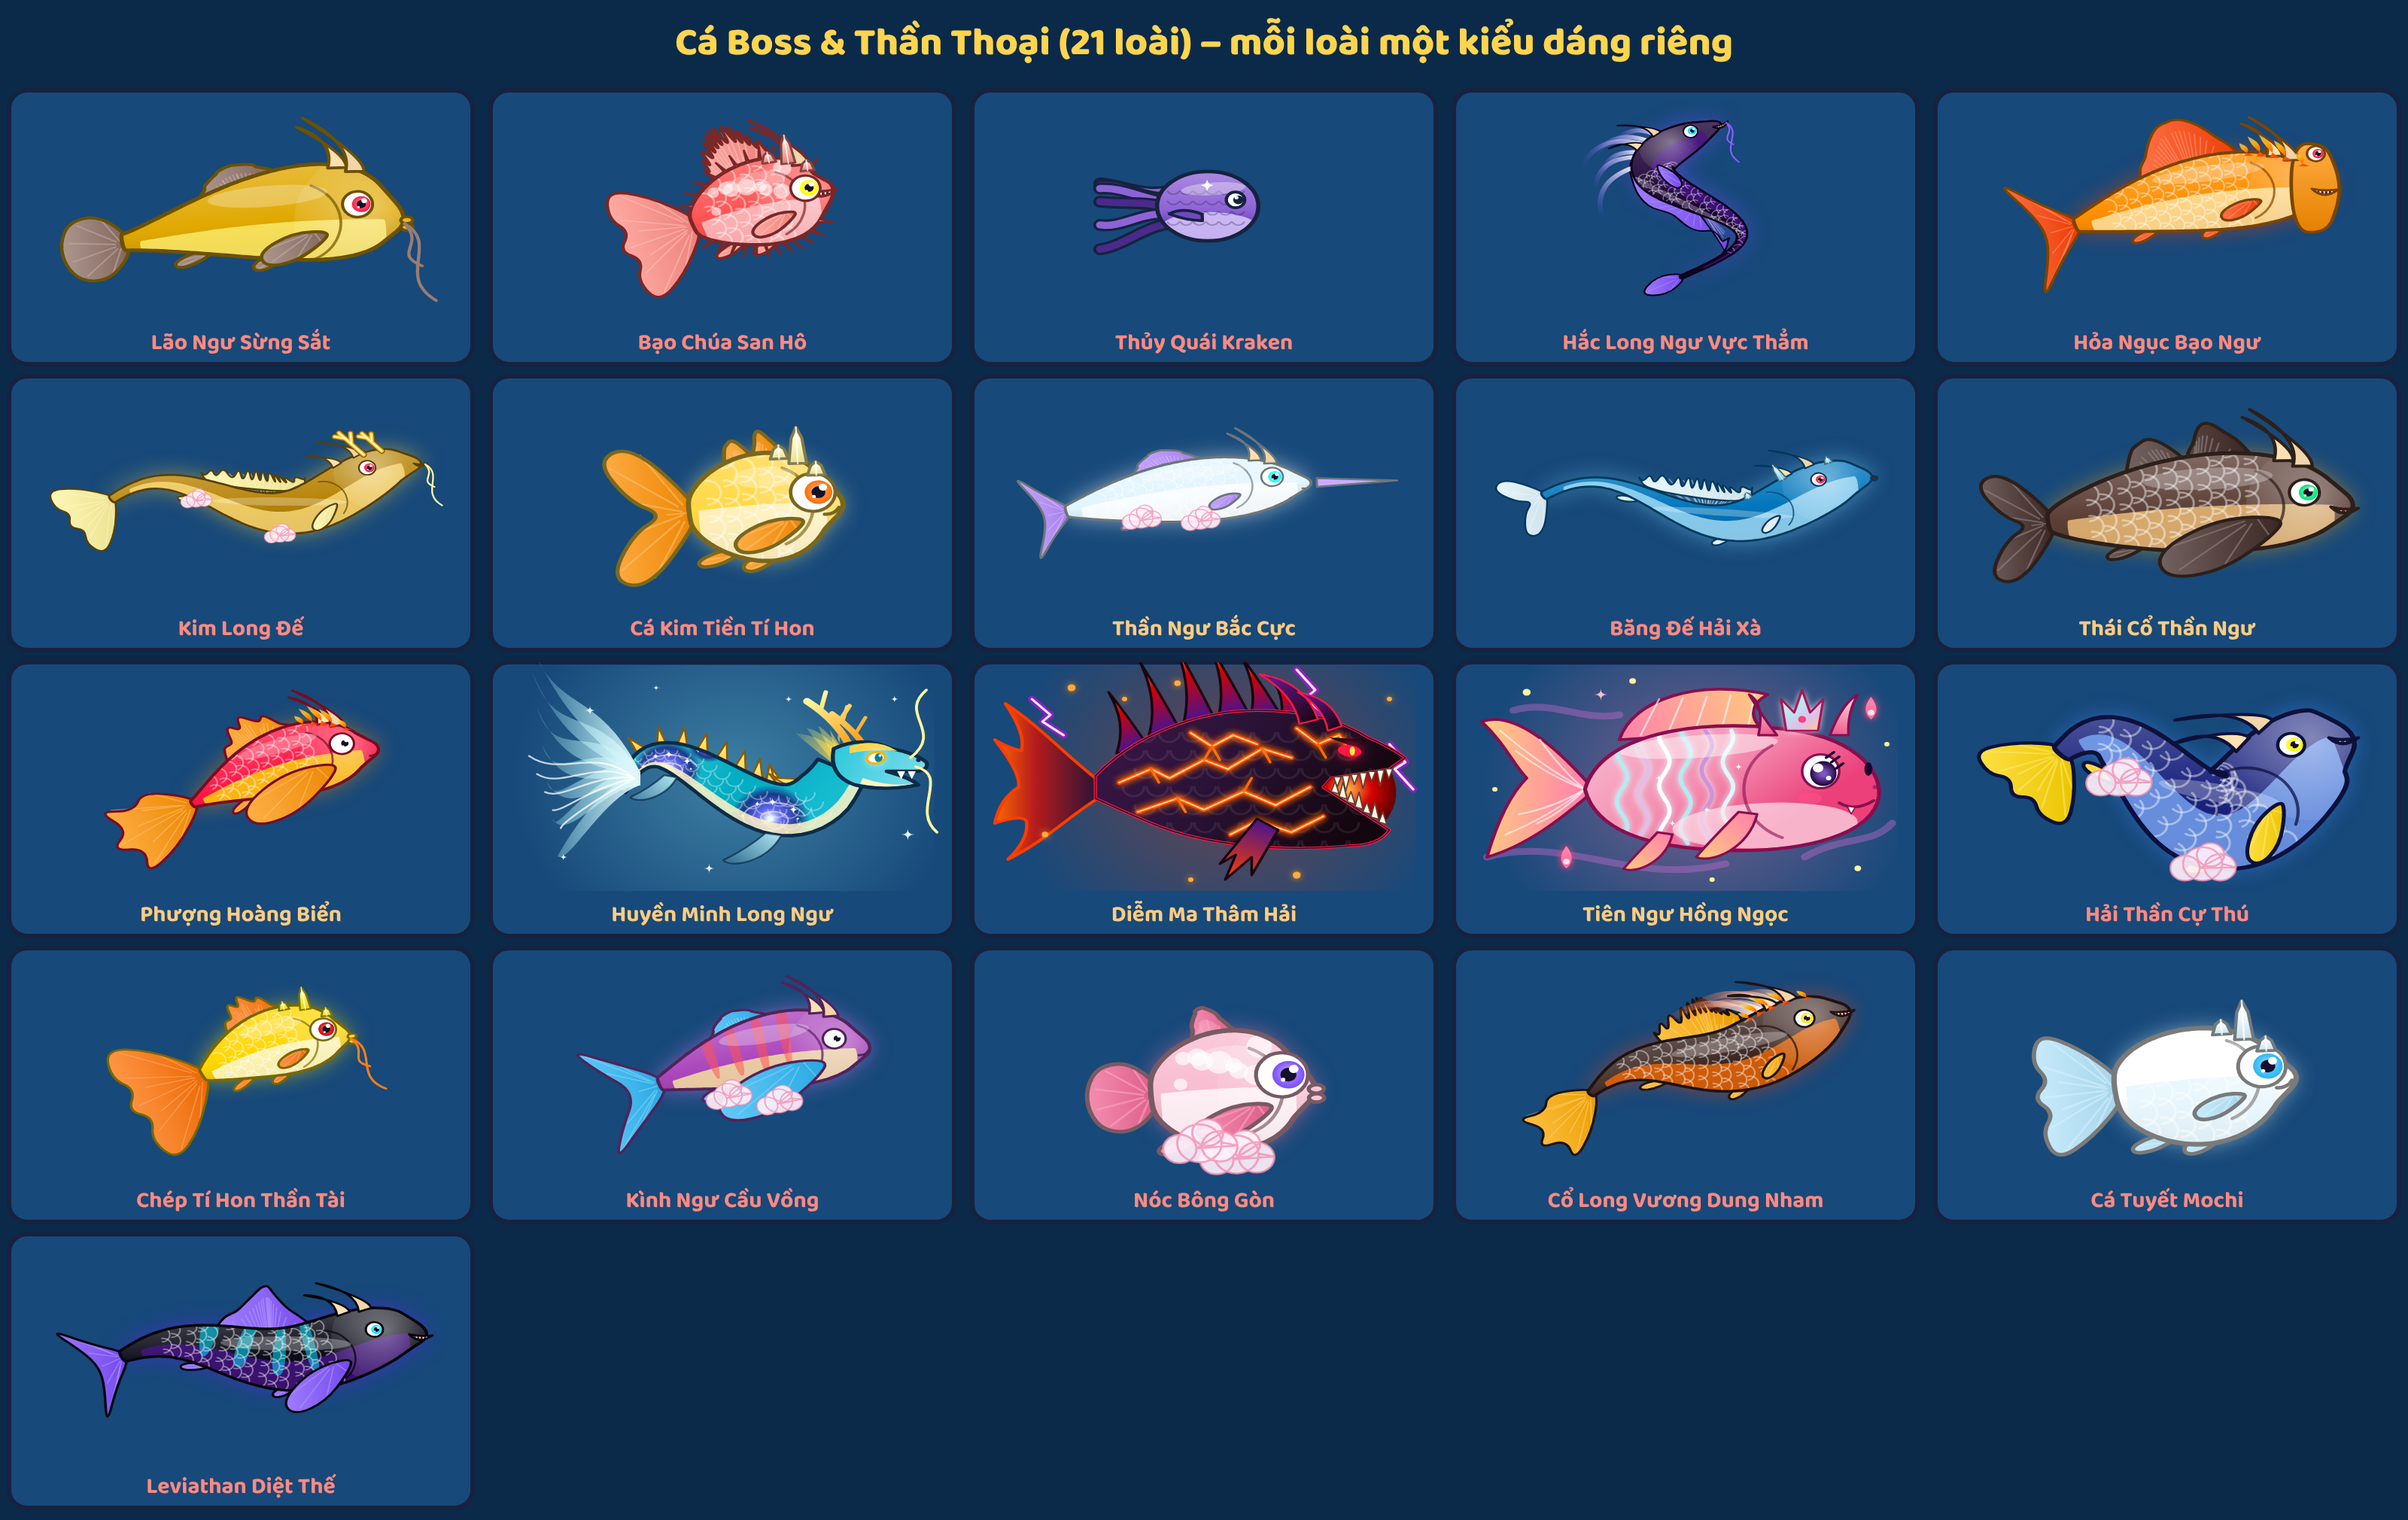 Cá Boss & Thần Thoại (21 loài) – mỗi loài một kiểu dáng riêng
Lão Ngư Sừng Sắt
Bạo Chúa San Hô
Thủy Quái Kraken
Hắc Long Ngư Vực Thẳm
Hỏa Ngục Bạo Ngư
Kim Long Đế
Cá Kim Tiền Tí Hon
Thần Ngư Bắc Cực
Băng Đế Hải Xà
Thái Cổ Thần Ngư
Phượng Hoàng Biển
Huyền Minh Long Ngư
Diễm Ma Thâm Hải
Tiên Ngư Hồng Ngọc
Hải Thần Cự Thú
Chép Tí Hon Thần Tài
Kình Ngư Cầu Vồng
Nóc Bông Gòn
Cổ Long Vương Dung Nham
Cá Tuyết Mochi
Leviathan Diệt Thế